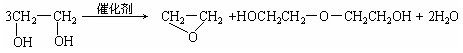 3CH₂—CH₂ 催化剂 CH₂—CH₂ +HOCH₂CH₂—O—CH₂CH₂OH + 2H₂O
OH OH O